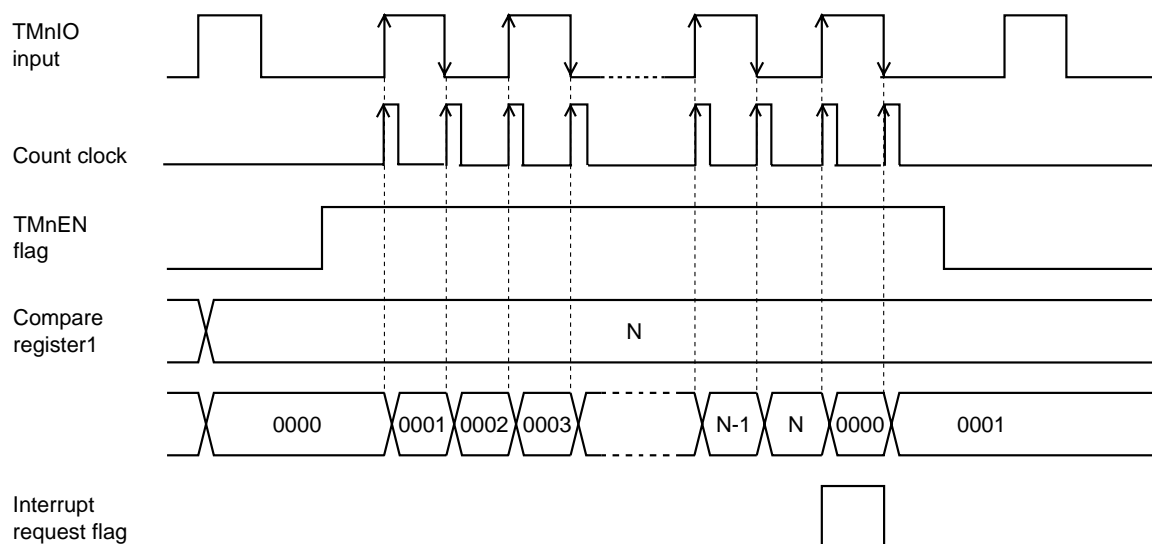 TMnIO
input
Count clock
TMnEN
flag
Compare
register1
N
0000 0001 0002 0003 N-1 N 0000 0001
Interrupt
request flag